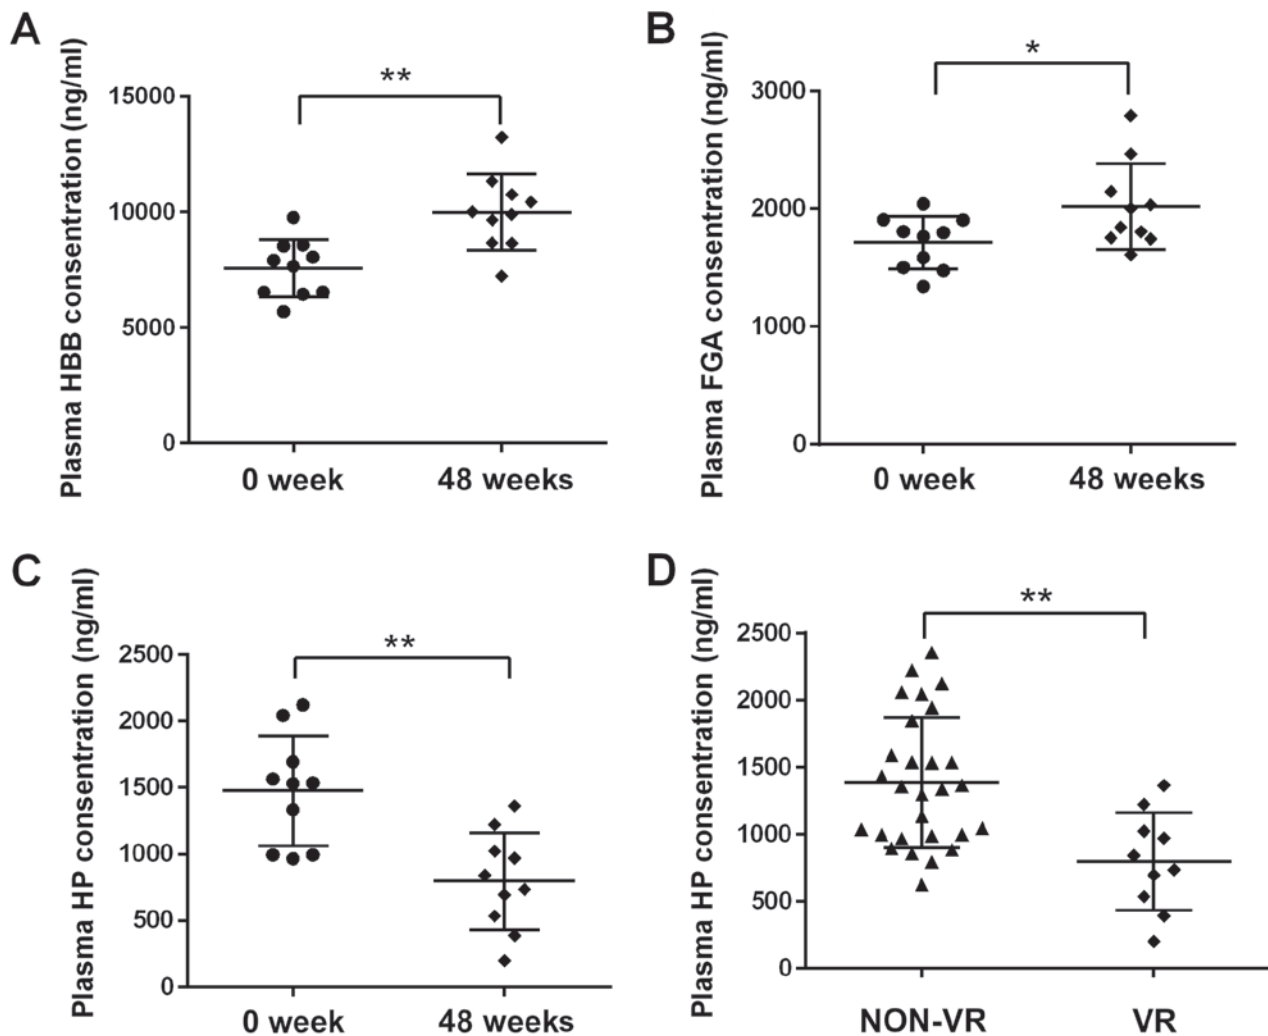 A
Plasma HBB consentration (ng/ml)
**
15000
10000
5000
0
0 week
48 weeks
B
Plasma FGA consentration (ng/ml)
*
3000
2000
1000
0
0 week
48 weeks
C
Plasma HP consentration (ng/ml)
**
2500
2000
1500
1000
500
0
0 week
48 weeks
D
Plasma HP consentration (ng/ml)
**
2500
2000
1500
1000
500
0
NON-VR
VR